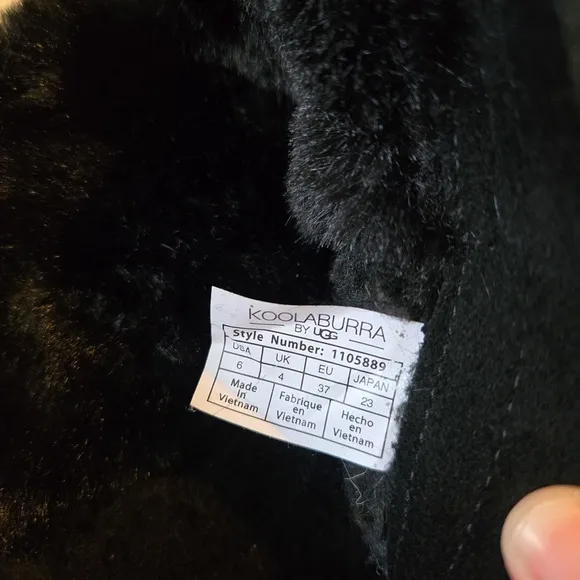 KOOLABURRA
BY UGG
Style Number: 1105889
USA UK EU JAPAN
6 4 37 23
Made in Vietnam
Fabrique en Vietnam
Hecho en Vietnam